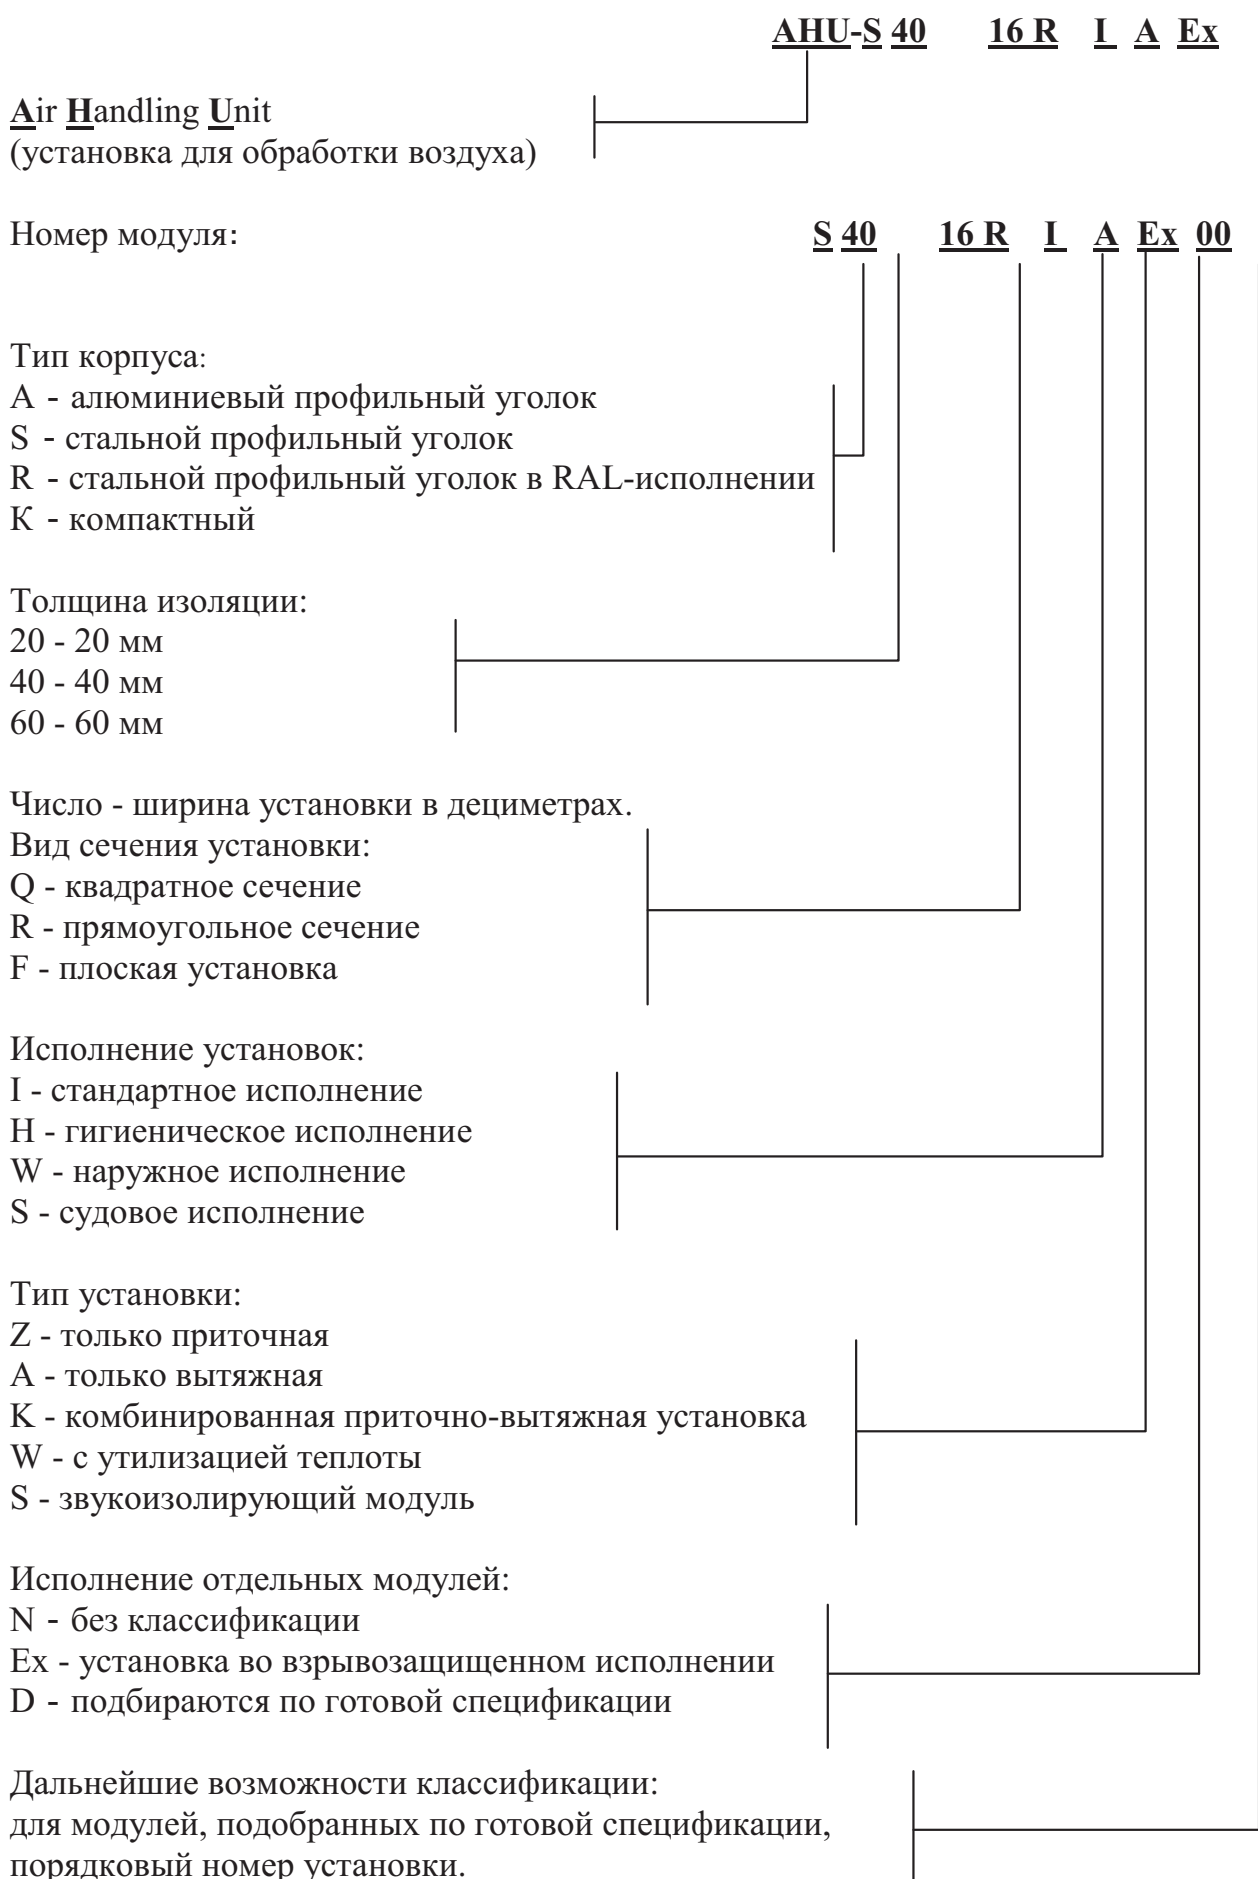 AHU-S 40 16 R I A Ex
Air Handling Unit
(установка для обработки воздуха)
Номер модуля: S 40 16 R I A Ex 00
Тип корпуса:
A - алюминиевый профильный уголок
S - стальной профильный уголок
R - стальной профильный уголок в RAL-исполнении
К - компактный
Толщина изоляции:
20 - 20 мм
40 - 40 мм
60 - 60 мм
Число - ширина установки в дециметрах.
Вид сечения установки:
Q - квадратное сечение
R - прямоугольное сечение
F - плоская установка
Исполнение установок:
I - стандартное исполнение
H - гигиеническое исполнение
W - наружное исполнение
S - судовое исполнение
Тип установки:
Z - только приточная
A - только вытяжная
K - комбинированная приточно-вытяжная установка
W - с утилизацией теплоты
S - звукоизолирующий модуль
Исполнение отдельных модулей:
N - без классификации
Ex - установка во взрывозащищенном исполнении
D - подбираются по готовой спецификации
Дальнейшие возможности классификации:
для модулей, подобранных по готовой спецификации,
порядковый номер установки.